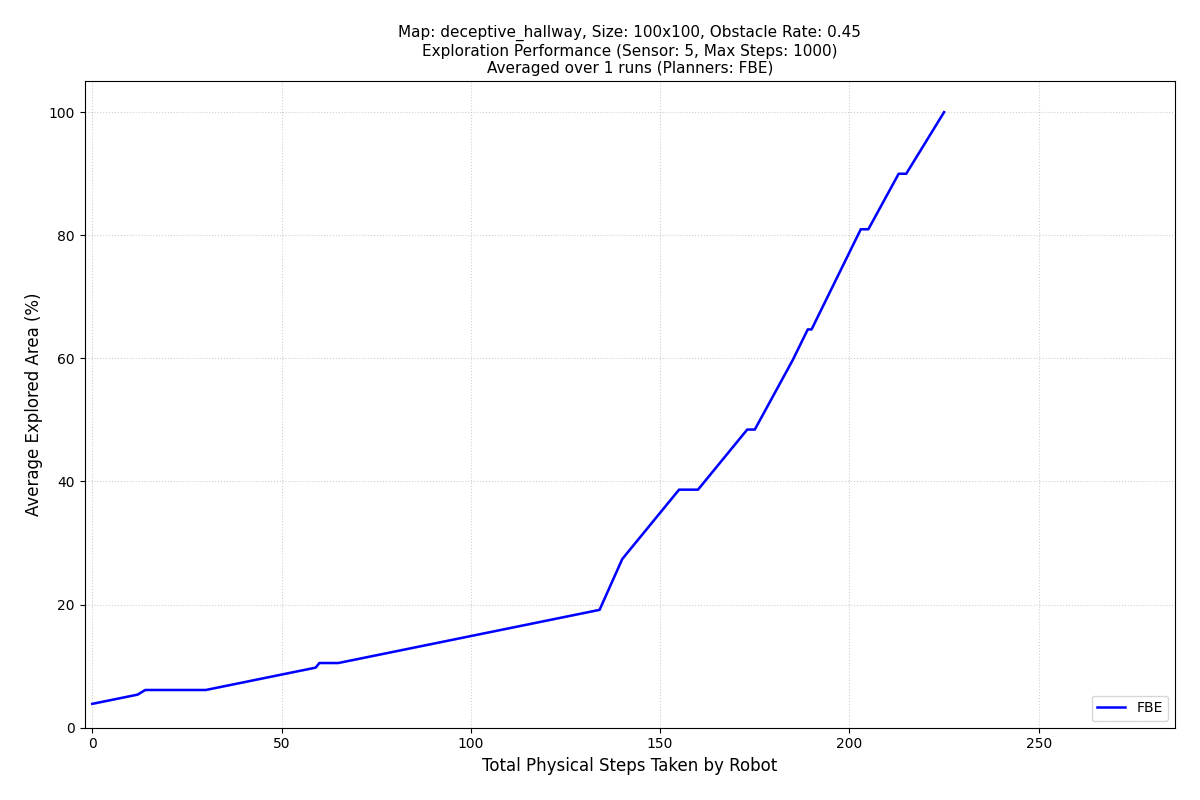 Map: deceptive_hallway, Size: 100x100, Obstacle Rate: 0.45
Exploration Performance (Sensor: 5, Max Steps: 1000)
Averaged over 1 runs (Planners: FBE)
Average Explored Area (%)
100
80
60
40
20
0
0 50 100 150 200 250
Total Physical Steps Taken by Robot
FBE